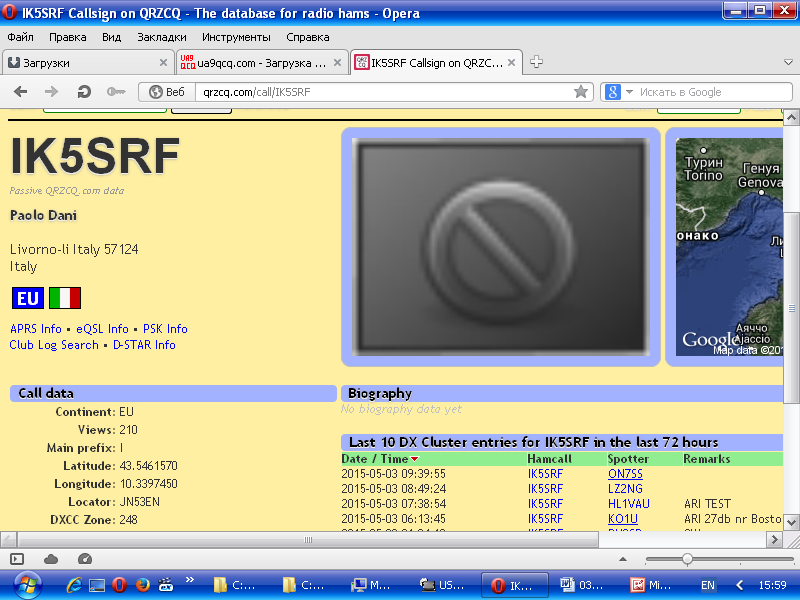 IK5SRF Callsign on QRZCQ - The database for radio hams - Opera
Файл Правка Вид Закладки Инструменты Справка
Загрузки
UA9 QCQ ua9qcq.com - Загрузка ...
IK5SRF Callsign on QRZC...
Веб qrzcq.com/call/IK5SRF
Искать в Google
IK5SRF
Passive QRZCQ.com data
Paolo Dani
Livorno-li Italy 57124
Italy
EU
APRS Info • eQSL Info • PSK Info
Club Log Search • D-STAR Info
Турин
Torino
Генуя
Genova
онако
Аяччо
Ajaccio
Google
Map data ©201
Call data
Continent: EU
Views: 210
Main prefix: I
Latitude: 43.5461570
Longitude: 10.3397450
Locator: JN53EN
DXCC Zone: 248
Biography
No biography data yet
Last 10 DX Cluster entries for IK5SRF in the last 72 hours
Date / Time Hamcall Spotter Remarks
2015-05-03 09:39:55 IK5SRF ON7SS
2015-05-03 08:49:24 IK5SRF LZ2NG
2015-05-03 07:38:54 IK5SRF HL1VAU ARI TEST
2015-05-03 06:13:45 IK5SRF KO1U ARI 27db nr Bosto
C:...
C:...
M...
US...
IK...
03...
Mi...
EN
15:59